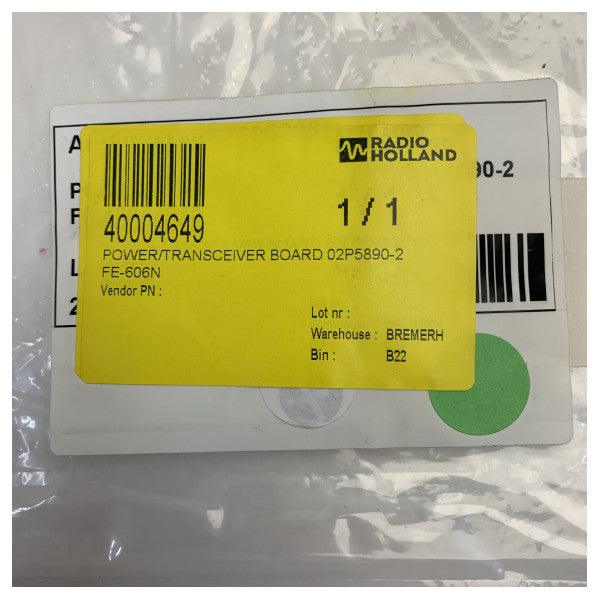 RADIO
HOLLAND
40004649
1 / 1
POWER/TRANSCEIVER BOARD 02P5890-2
FE-606N
Vendor PN :
Lot nr :
Warehouse : BREMERH
Bin : B22
A
90-2
P
F
L
2